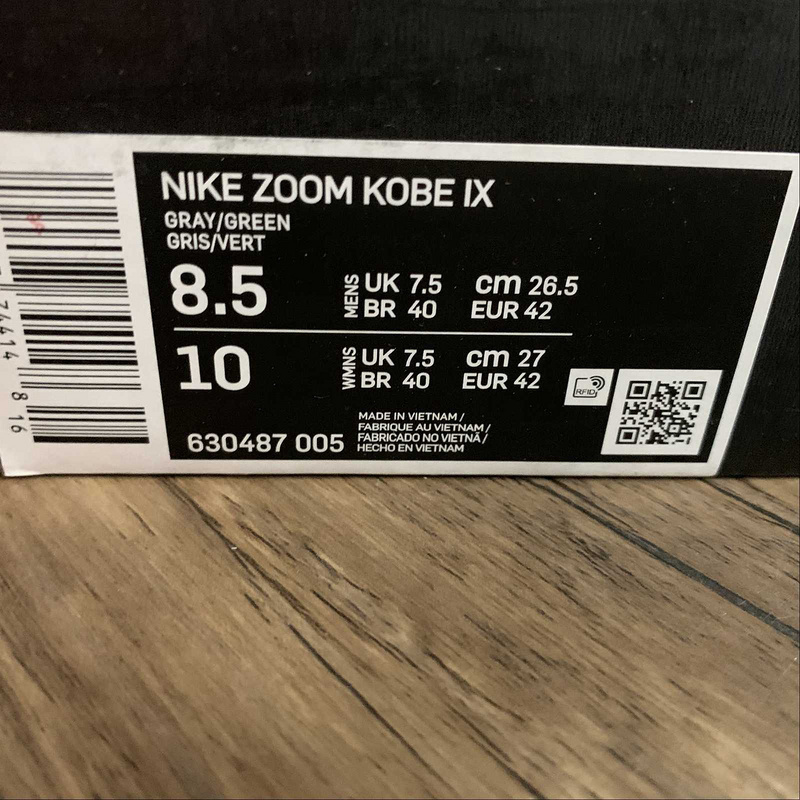 NIKE ZOOM KOBE IX
GRAY/GREEN
GRIS/VERT
8.5 MENS UK 7.5 cm 26.5
BR 40 EUR 42
10 WMNS UK 7.5 cm 27
BR 40 EUR 42
RFID
630487 005
MADE IN VIETNAM /
FABRIQUE AU VIETNAM /
FABRICADO NO VIETNÃ /
HECHO EN VIETNAM
74414 8 16